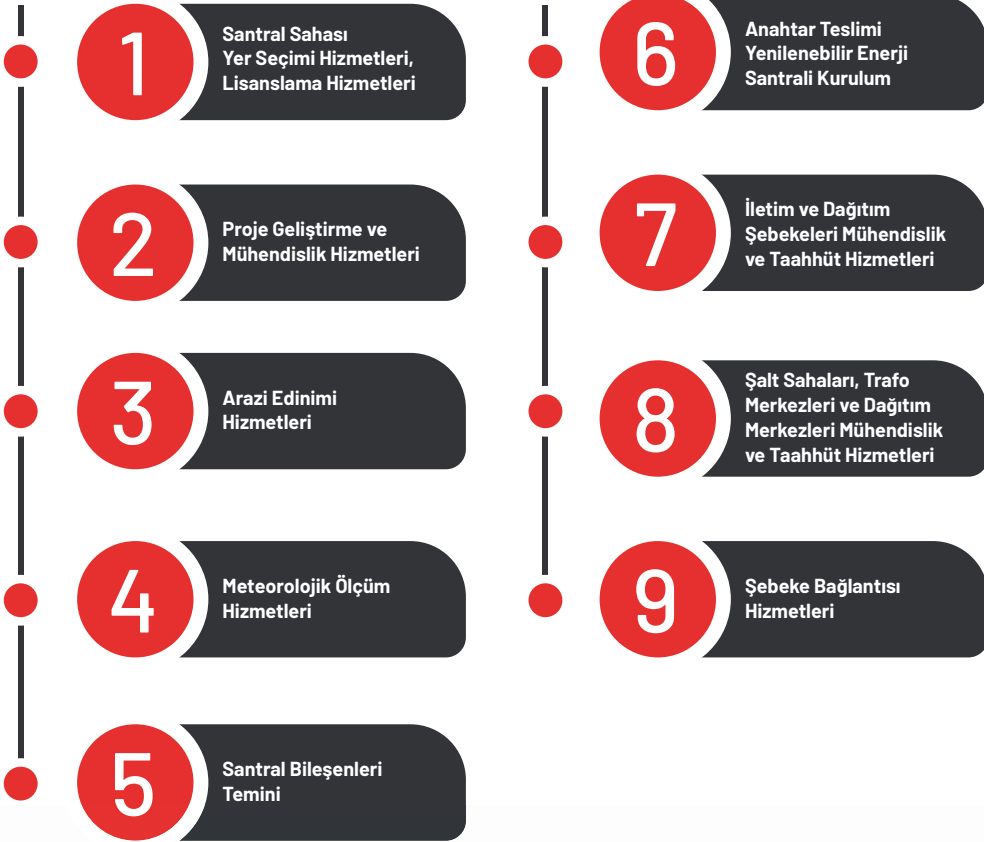 1
Santral Sahası
Yer Seçimi Hizmetleri,
Lisanslama Hizmetleri
2
Proje Geliştirme ve
Mühendislik Hizmetleri
3
Arazi Edinimi
Hizmetleri
4
Meteorolojik Ölçüm
Hizmetleri
5
Santral Bileşenleri
Temini
6
Anahtar Teslimi
Yenilenebilir Enerji
Santrali Kurulum
7
İletim ve Dağıtım
Şebekeleri Mühendislik
ve Taahhüt Hizmetleri
8
Şalt Sahaları, Trafo
Merkezleri ve Dağıtım
Merkezleri Mühendislik
ve Taahhüt Hizmetleri
9
Şebeke Bağlantısı
Hizmetleri